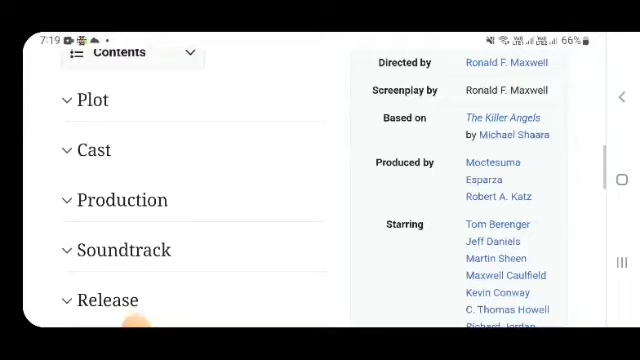 7:19
66%
Contents
Plot
Cast
Production
Soundtrack
Release
Directed by Ronald F. Maxwell
Screenplay by Ronald F. Maxwell
Based on The Killer Angels
by Michael Shaara
Produced by Moctesuma
Esparza
Robert A. Katz
Starring Tom Berenger
Jeff Daniels
Martin Sheen
Maxwell Caulfield
Kevin Conway
C. Thomas Howell
Richard Jordan